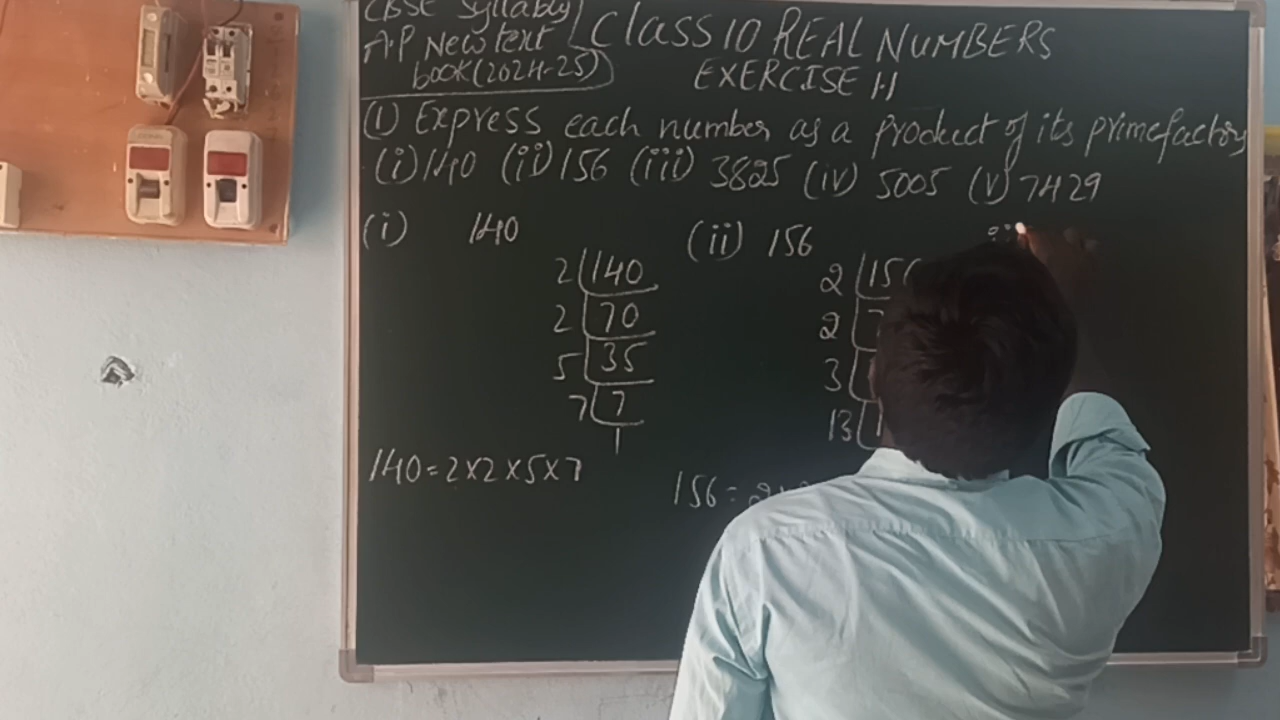 CBSE Syllaby
A.P New text
book(2024-25)
Class 10 REAL NUMBERS
EXERCISE 1.1
(1) Express each number as a product of its prime factors
(i) 140 (ii) 156 (iii) 3825 (iv) 5005 (v) 7429
(i) 140
2 140
2 70
5 35
7 7
1
140 = 2×2×5×7
(ii) 156
2 156
2
3
13
156 =